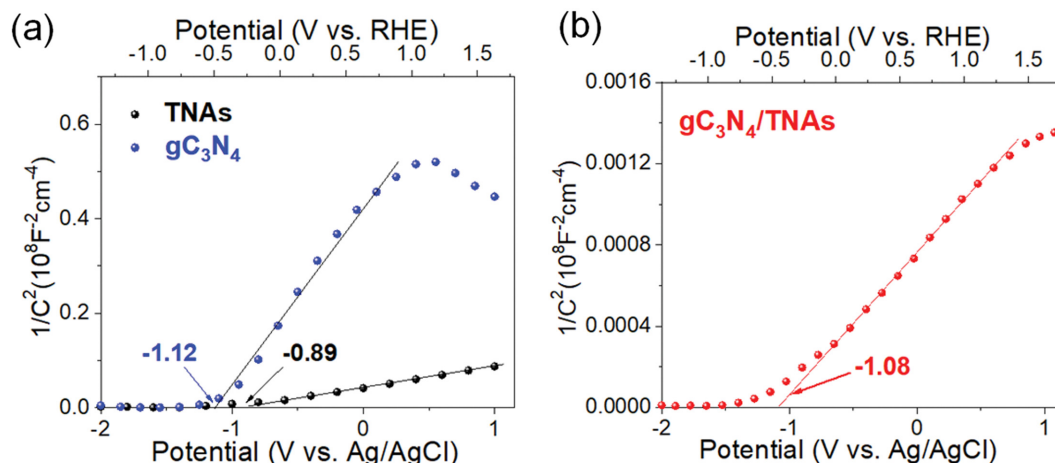 (a)
Potential (V vs. RHE)
-1.0 -0.5 0.0 0.5 1.0 1.5
1/C²(10⁸F⁻²cm⁻⁴)
0.6
0.4
0.2
0.0
TNAs
gC₃N₄
-1.12
-0.89
-2 -1 0 1
Potential (V vs. Ag/AgCl)
(b)
Potential (V vs. RHE)
-1.0 -0.5 0.0 0.5 1.0 1.5
1/C²(10⁸F⁻²cm⁻⁴)
0.0016
0.0012
0.0008
0.0004
0.0000
gC₃N₄/TNAs
-1.08
-2 -1 0 1
Potential (V vs. Ag/AgCl)